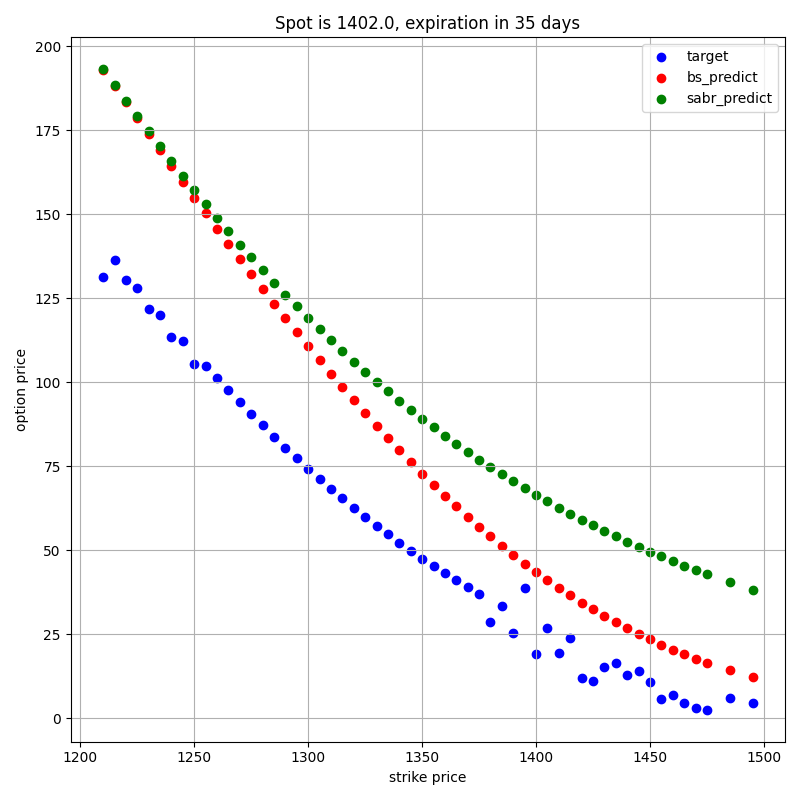 Spot is 1402.0, expiration in 35 days
target
bs_predict
sabr_predict
option price
200
175
150
125
100
75
50
25
0
1200 1250 1300 1350 1400 1450 1500
strike price